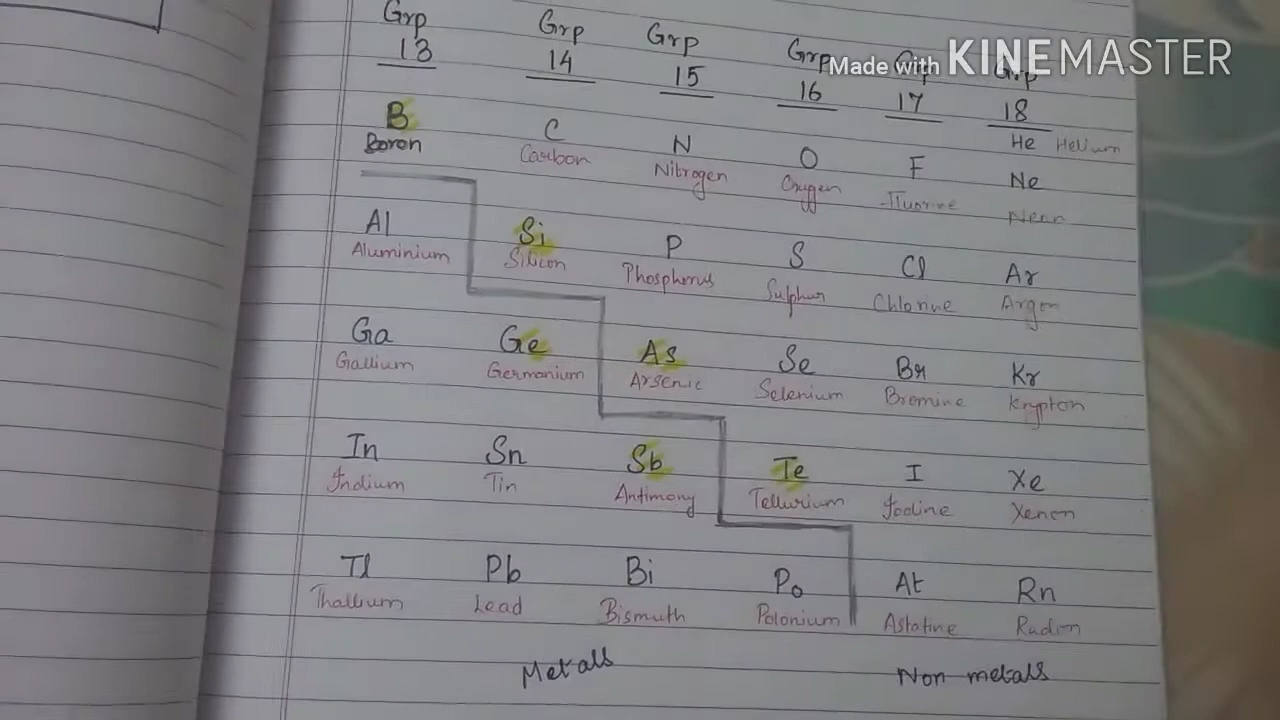 Grp Grp Grp Grp Grp Grp
Made with KINEMASTER
13 14 15 16 17 18
He Helium
B C N O F Ne
Boron Carbon Nitrogen Oxygen Fluorine Neon
Al Si P S Cl Ar
Aluminium Silicon Phosphorus Sulphur Chlorine Argon
Ga Ge As Se Br Kr
Gallium Germanium Arsenic Selenium Bromine Krypton
In Sn Sb Te I Xe
Indium Tin Antimony Tellurium Iodine Xenon
Tl Pb Bi Po At Rn
Thallium Lead Bismuth Polonium Astatine Radon
Metals Non metals